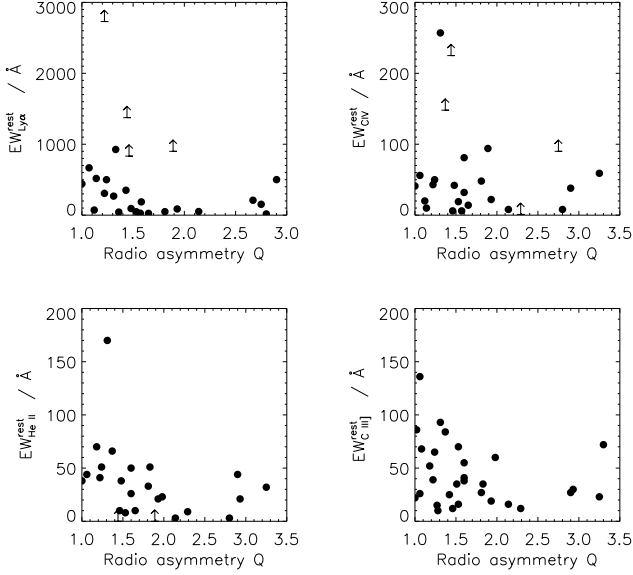 3000
2000
1000
0
EW^rest_Lyα / Å
1.0 1.5 2.0 2.5 3.0
Radio asymmetry Q
300
200
100
0
EW^rest_CIV / Å
1.0 1.5 2.0 2.5 3.0 3.5
Radio asymmetry Q
200
150
100
50
0
EW^rest_He II / Å
1.0 1.5 2.0 2.5 3.0 3.5
Radio asymmetry Q
200
150
100
50
0
EW^rest_C III] / Å
1.0 1.5 2.0 2.5 3.0 3.5
Radio asymmetry Q